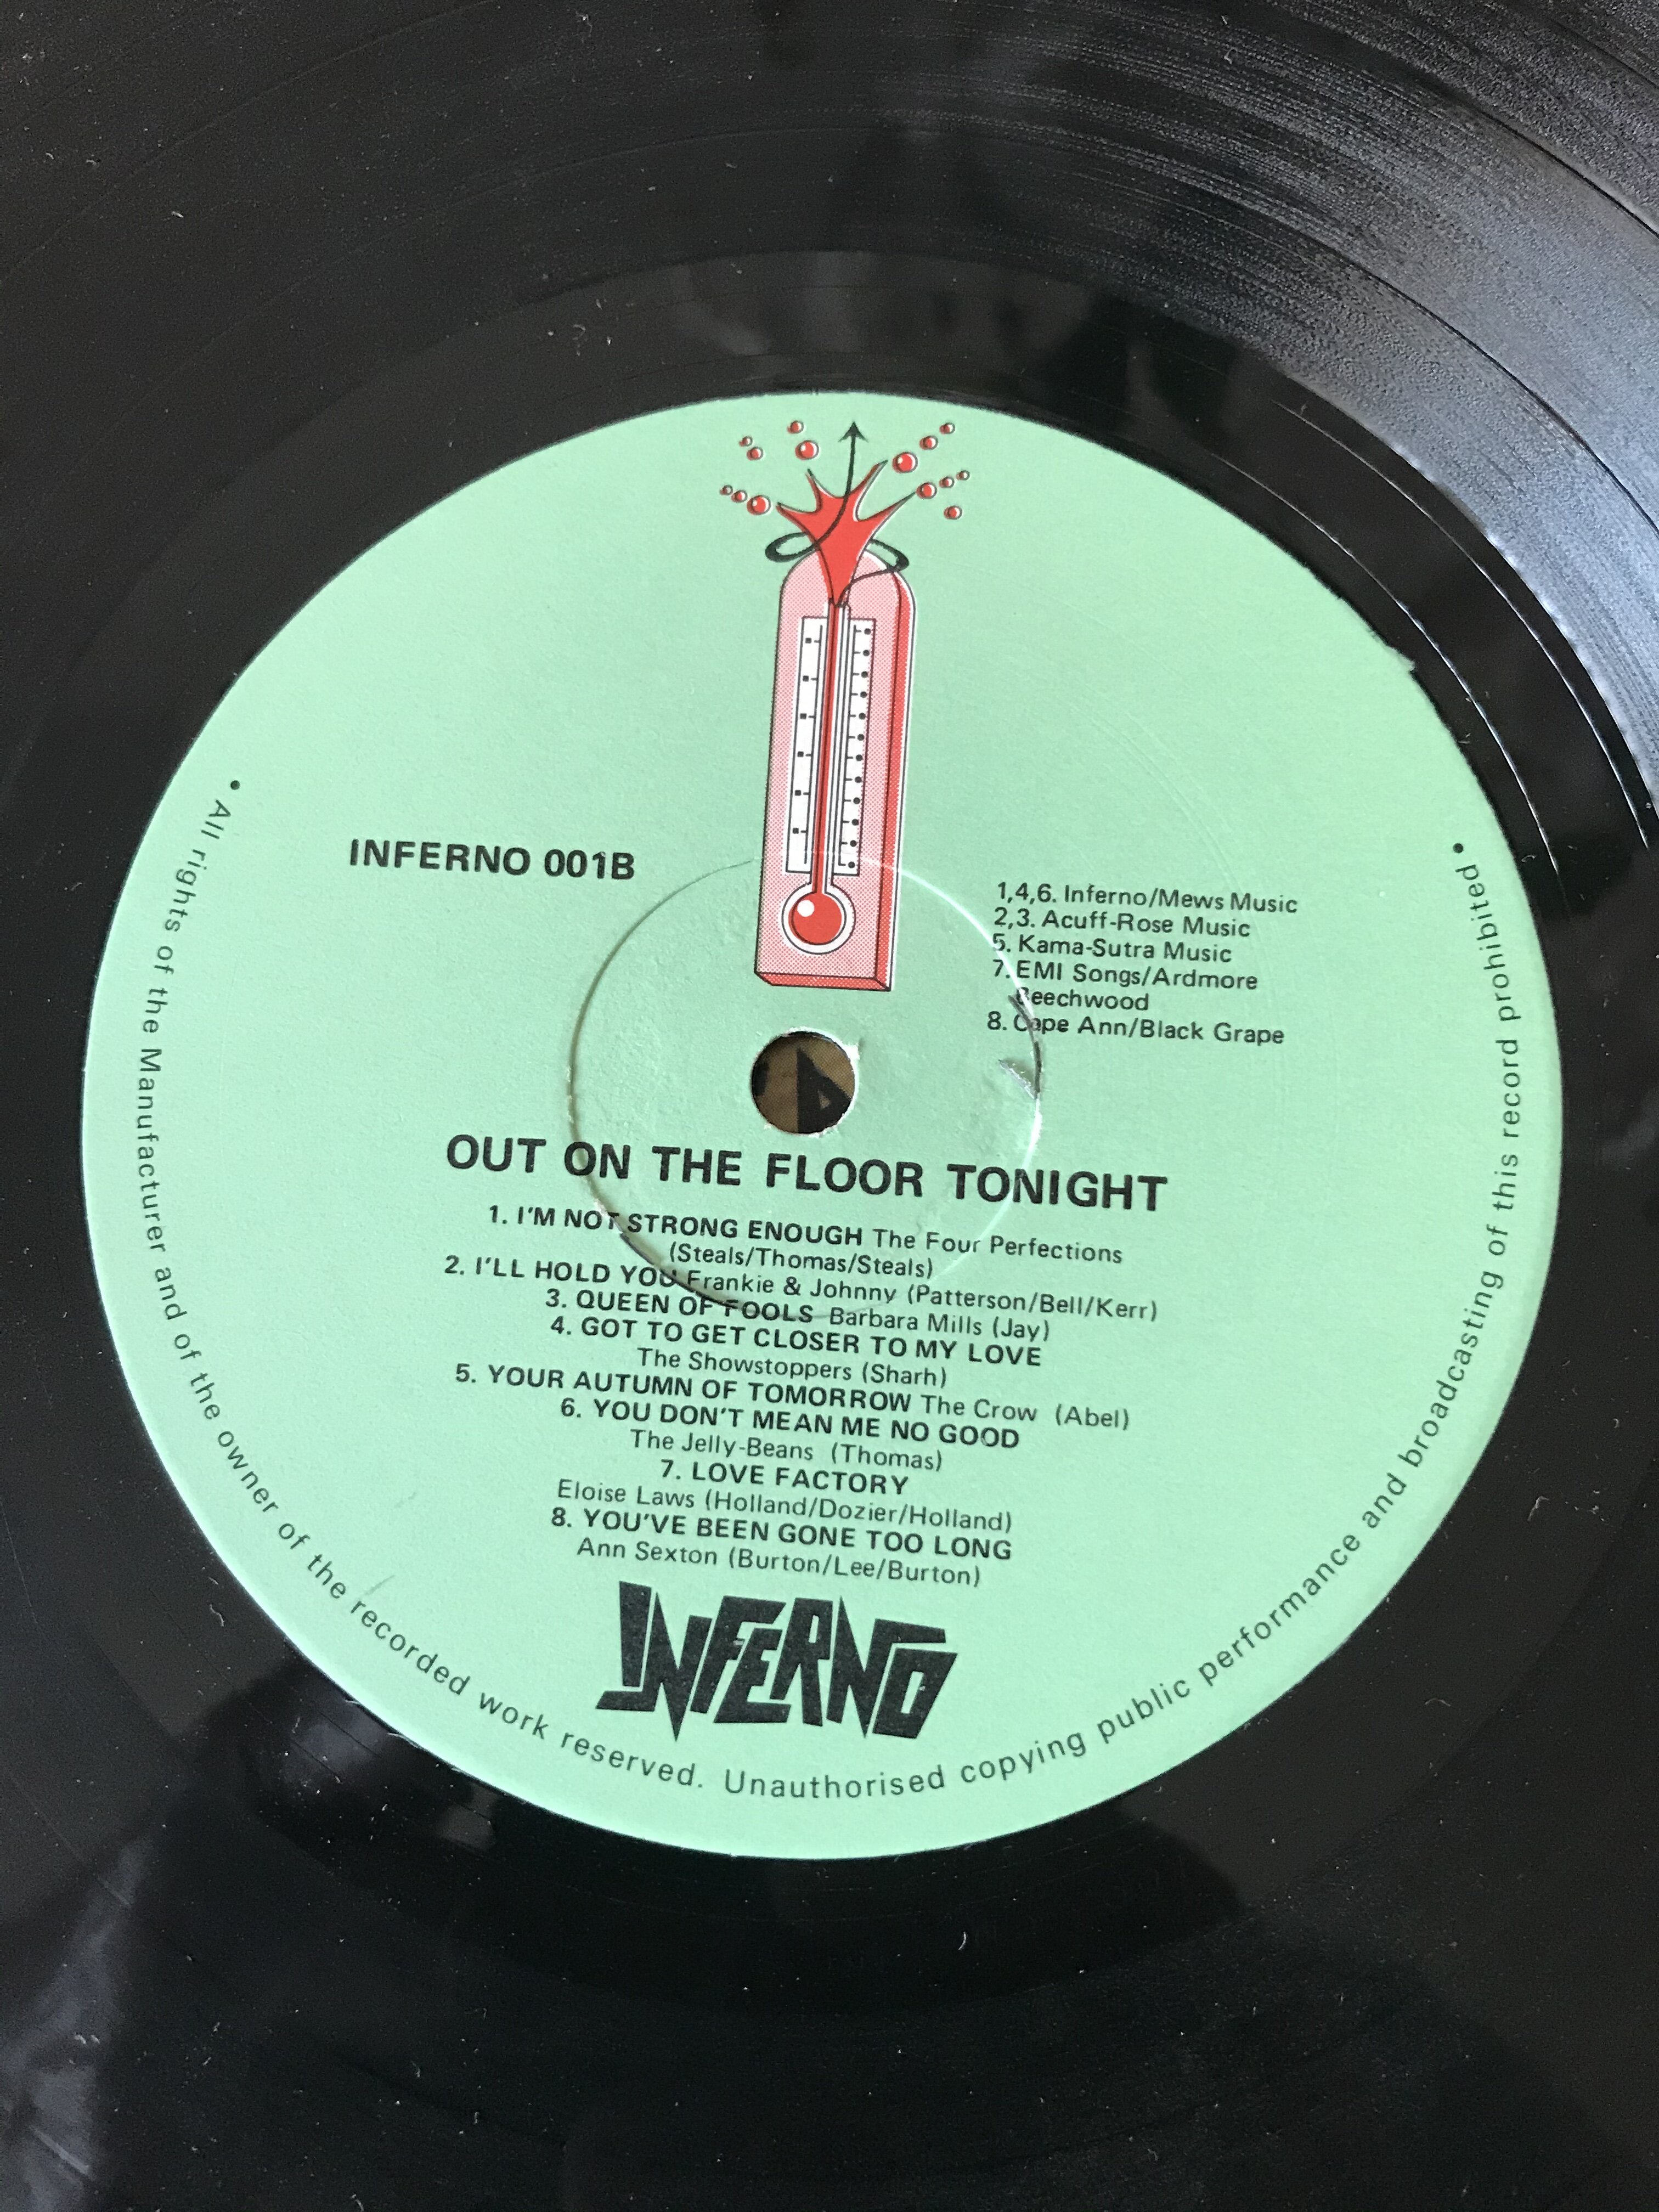 INFERNO 001B
1,4,6. Inferno/Mews Music
2,3. Acuff-Rose Music
5. Kama-Sutra Music
7. EMI Songs/Ardmore
Beechwood
8. Cape Ann/Black Grape
OUT ON THE FLOOR TONIGHT
1. I'M NOT STRONG ENOUGH The Four Perfections
(Steals/Thomas/Steals)
2. I'LL HOLD YOU Frankie & Johnny (Patterson/Bell/Kerr)
3. QUEEN OF FOOLS Barbara Mills (Jay)
4. GOT TO GET CLOSER TO MY LOVE
The Showstoppers (Sharh)
5. YOUR AUTUMN OF TOMORROW The Crow (Abel)
6. YOU DON'T MEAN ME NO GOOD
The Jelly-Beans (Thomas)
7. LOVE FACTORY
Eloise Laws (Holland/Dozier/Holland)
8. YOU'VE BEEN GONE TOO LONG
Ann Sexton (Burton/Lee/Burton)
INFERNO
• All rights of the Manufacturer and of the owner of the recorded work reserved. Unauthorised copying public performance and broadcasting of this record prohibited •